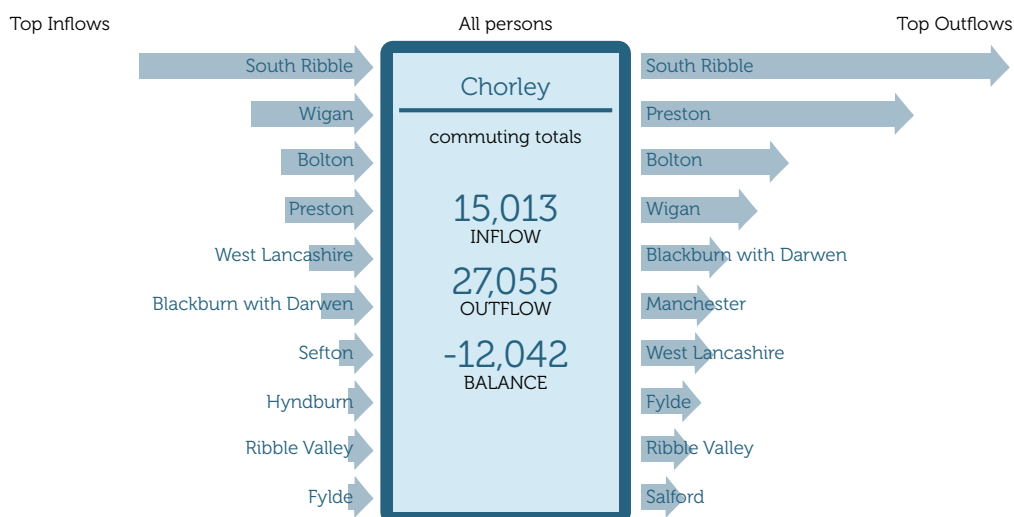 Top Inflows
All persons
Top Outflows
South Ribble
Wigan
Bolton
Preston
West Lancashire
Blackburn with Darwen
Sefton
Hyndburn
Ribble Valley
Fylde
Chorley
commuting totals
15,013
INFLOW
27,055
OUTFLOW
-12,042
BALANCE
South Ribble
Preston
Bolton
Wigan
Blackburn with Darwen
Manchester
West Lancashire
Fylde
Ribble Valley
Salford